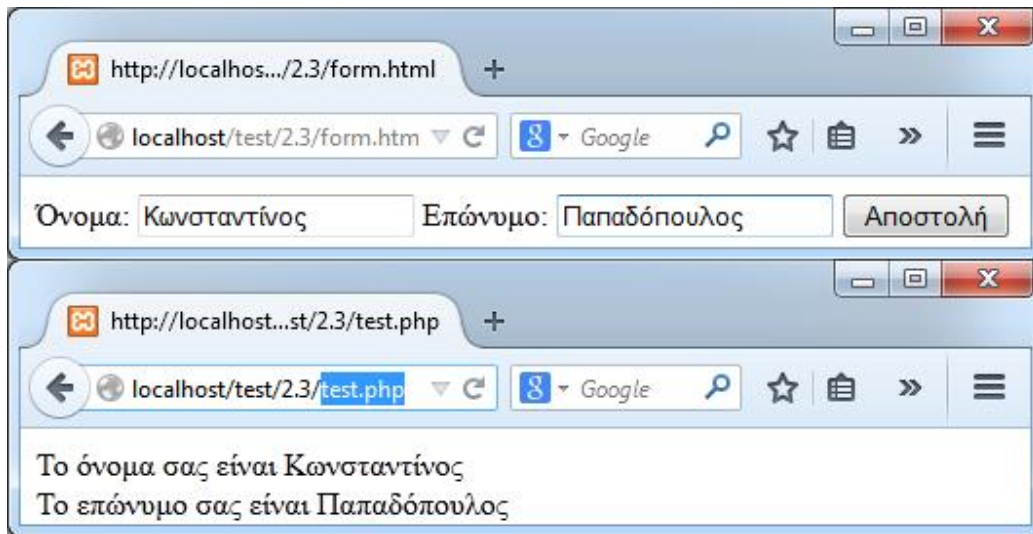 http://localhos.../2.3/form.html
localhost/test/2.3/form.htm 8 Google
Όνομα: Κωνσταντίνος Επώνυμο: Παπαδόπουλος Αποστολή
http://localhost...st/2.3/test.php
localhost/test/2.3/test.php 8 Google
Το όνομα σας είναι Κωνσταντίνος
Το επώνυμο σας είναι Παπαδόπουλος